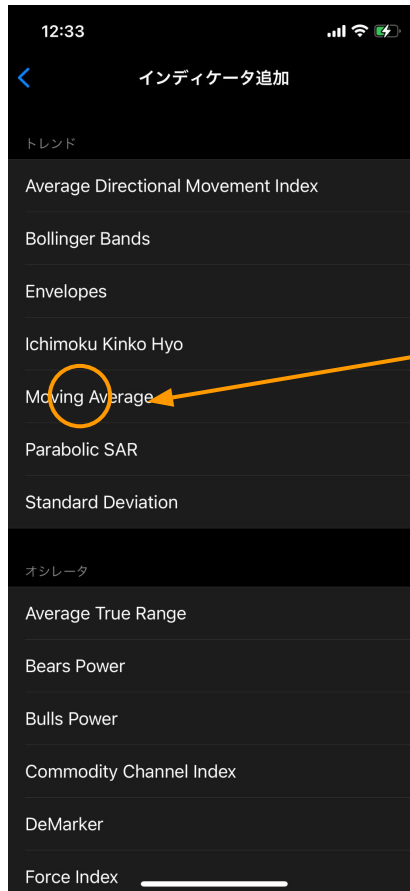 12:33
インディケータ追加
トレンド
Average Directional Movement Index
Bollinger Bands
Envelopes
Ichimoku Kinko Hyo
Moving Average
Parabolic SAR
Standard Deviation
オシレータ
Average True Range
Bears Power
Bulls Power
Commodity Channel Index
DeMarker
Force Index